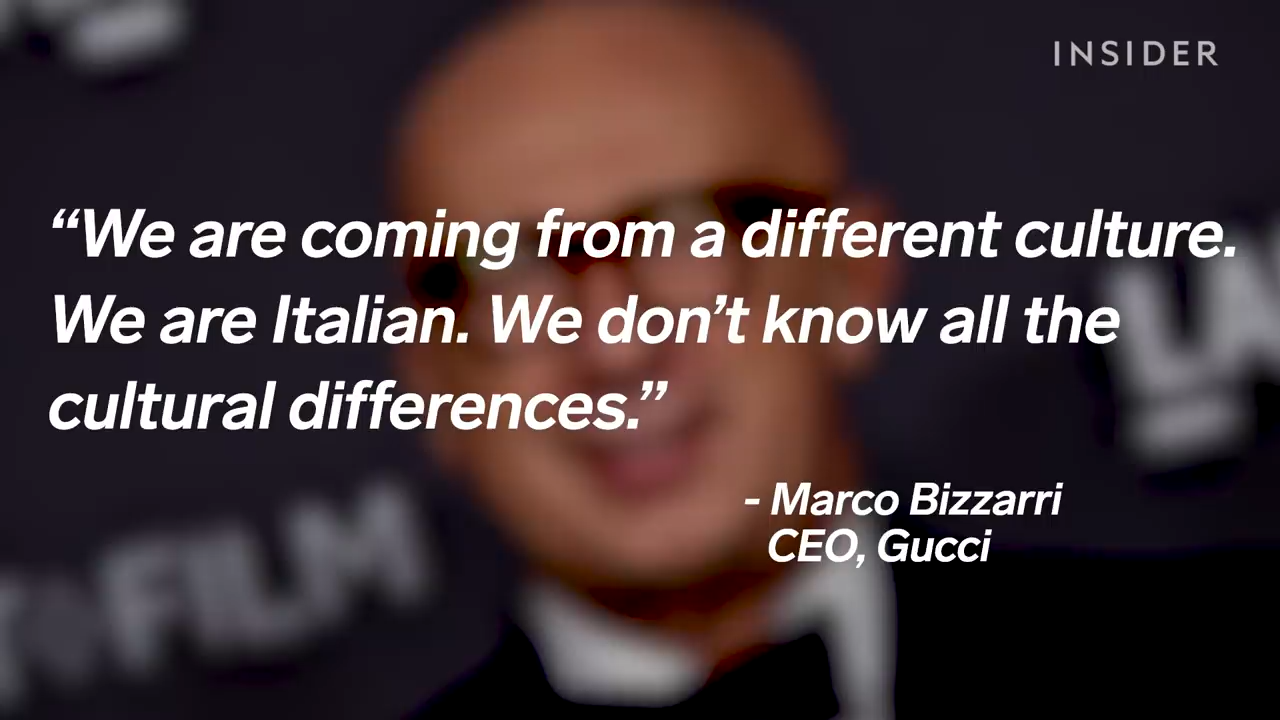 INSIDER
“We are coming from a different culture.
We are Italian. We don’t know all the
cultural differences.”
- Marco Bizzarri
CEO, Gucci
FILM